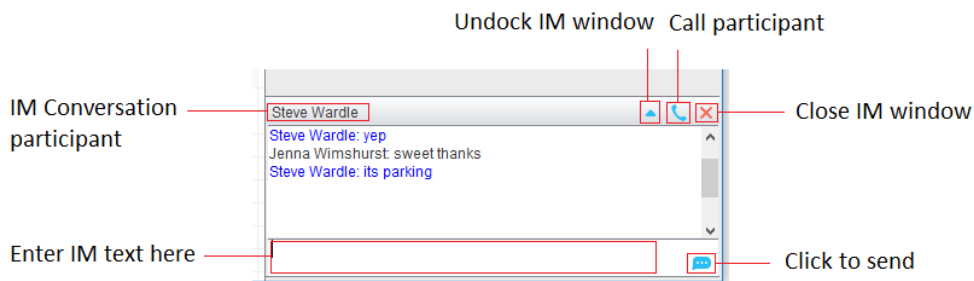 Undock IM window
Call participant
IM Conversation
participant
Steve Wardle
Close IM window
Steve Wardle: yep
Jenna Wimshurst: sweet thanks
Steve Wardle: its parking
Enter IM text here
Click to send